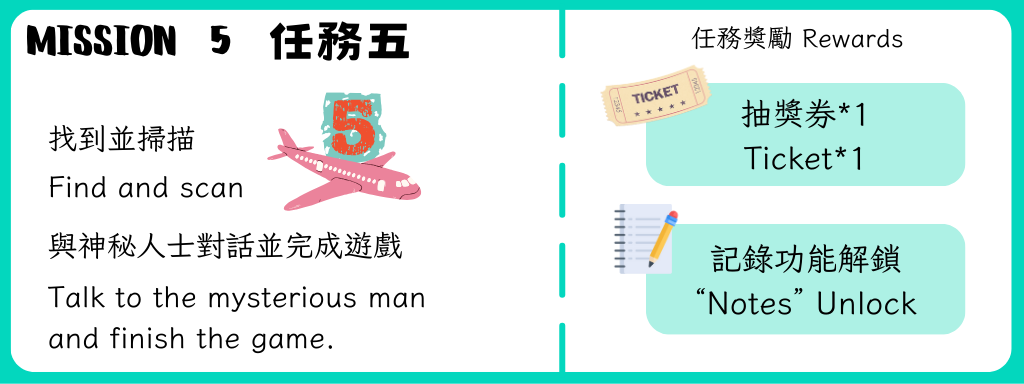 MISSION 5 任務五
5
找到並掃描
Find and scan
與神秘人士對話並完成遊戲
Talk to the mysterious man
and finish the game.
任務獎勵 Rewards
TICKET
抽獎券*1
Ticket*1
記錄功能解鎖
“Notes” Unlock